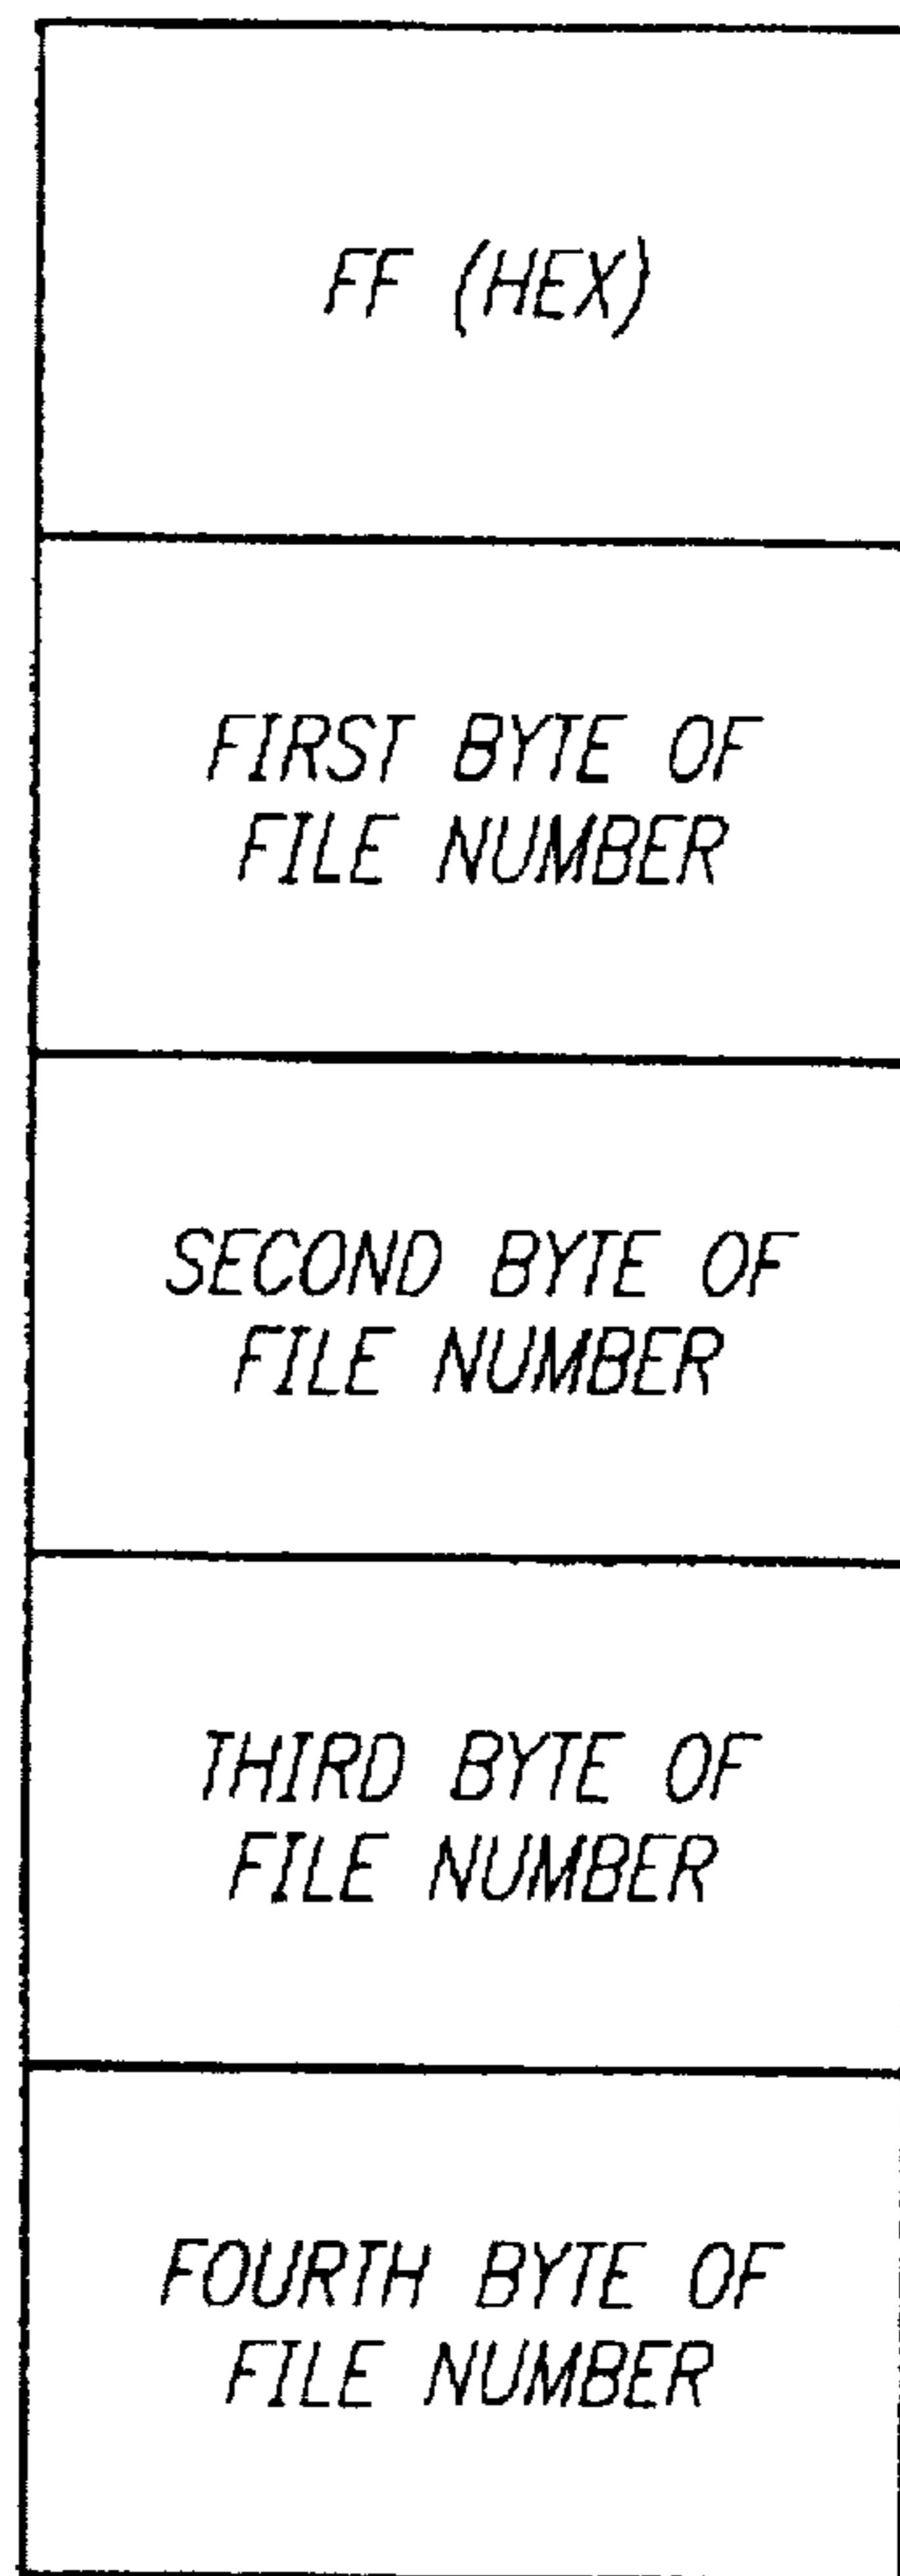 FF (HEX)
FIRST BYTE OF
FILE NUMBER
SECOND BYTE OF
FILE NUMBER
THIRD BYTE OF
FILE NUMBER
FOURTH BYTE OF
FILE NUMBER